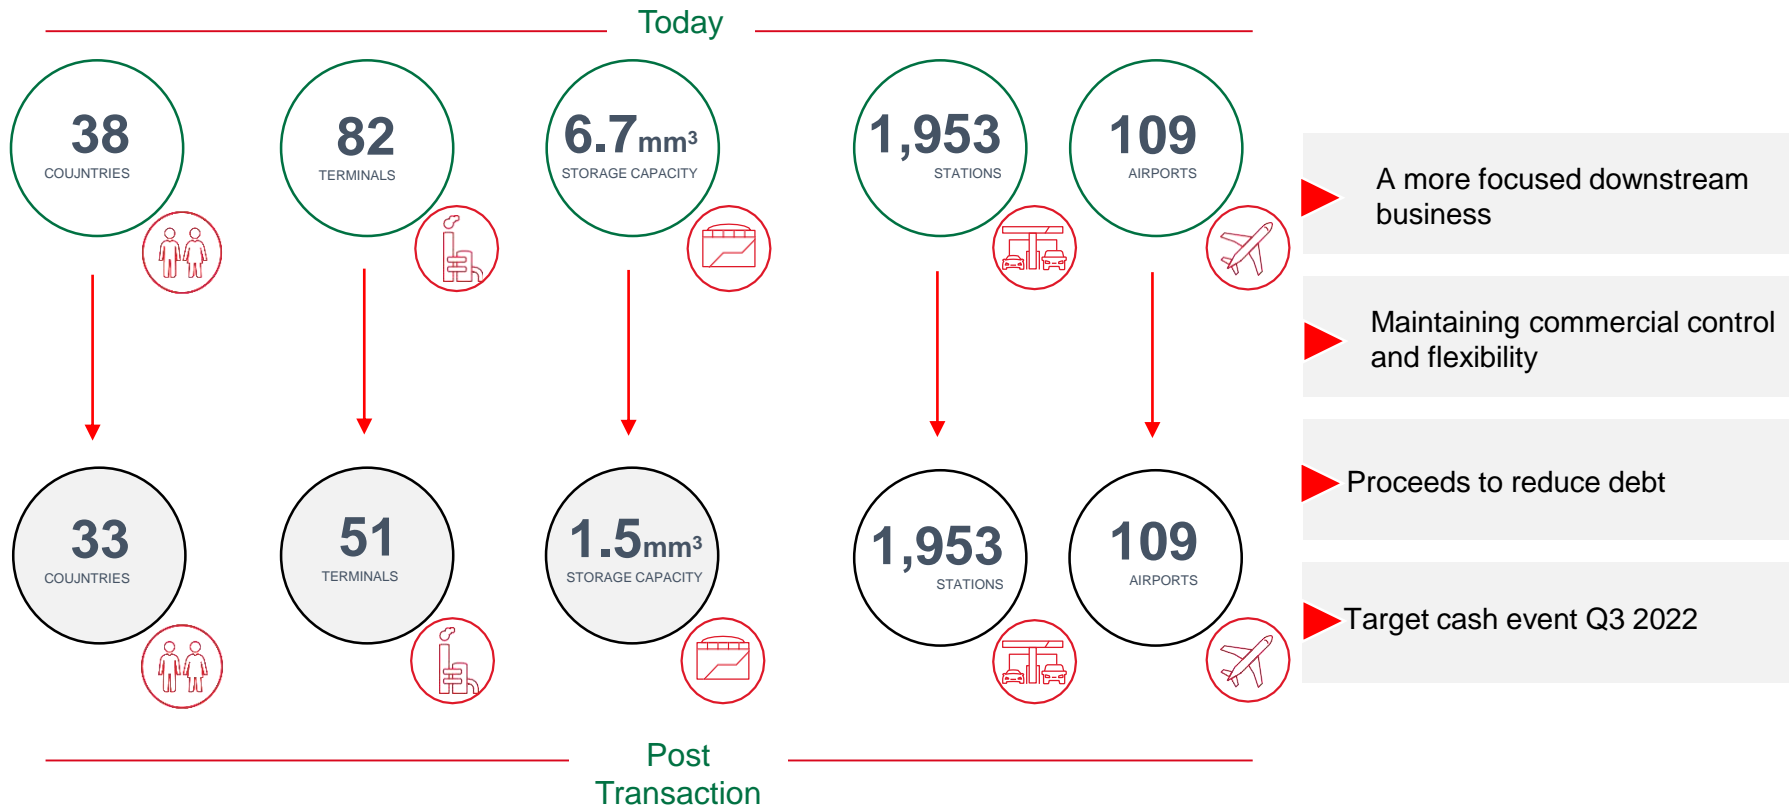 Today
38
COUJNTRIES
82
TERMINALS
6.7mm³
STORAGE CAPACITY
1,953
STATIONS
109
AIRPORTS
33
COUJNTRIES
51
TERMINALS
1.5mm³
STORAGE CAPACITY
1,953
STATIONS
109
AIRPORTS
Post
Transaction
A more focused downstream
business
Maintaining commercial control
and flexibility
Proceeds to reduce debt
Target cash event Q3 2022